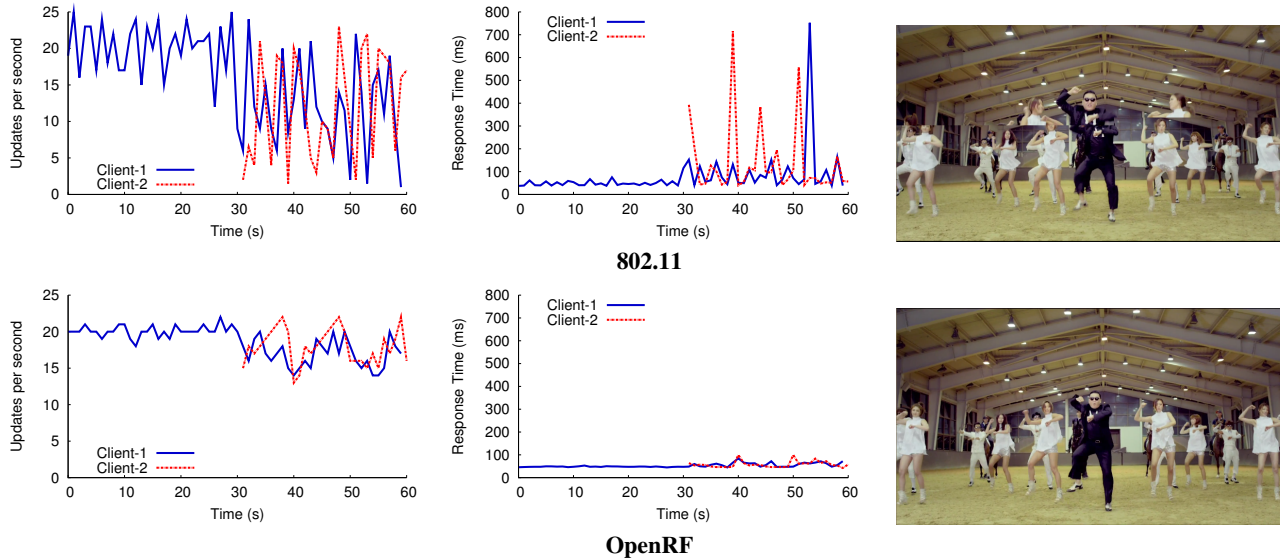 25
20
15
10
5
0
Updates per second
Client-1
Client-2
0 10 20 30 40 50 60
Time (s)
800
700
600
500
400
300
200
100
0
Response Time (ms)
Client-1
Client-2
0 10 20 30 40 50 60
Time (s)
802.11
25
20
15
10
5
0
Updates per second
Client-1
Client-2
0 10 20 30 40 50 60
Time (s)
800
700
600
500
400
300
200
100
0
Response Time (ms)
Client-1
Client-2
0 10 20 30 40 50 60
Time (s)
OpenRF